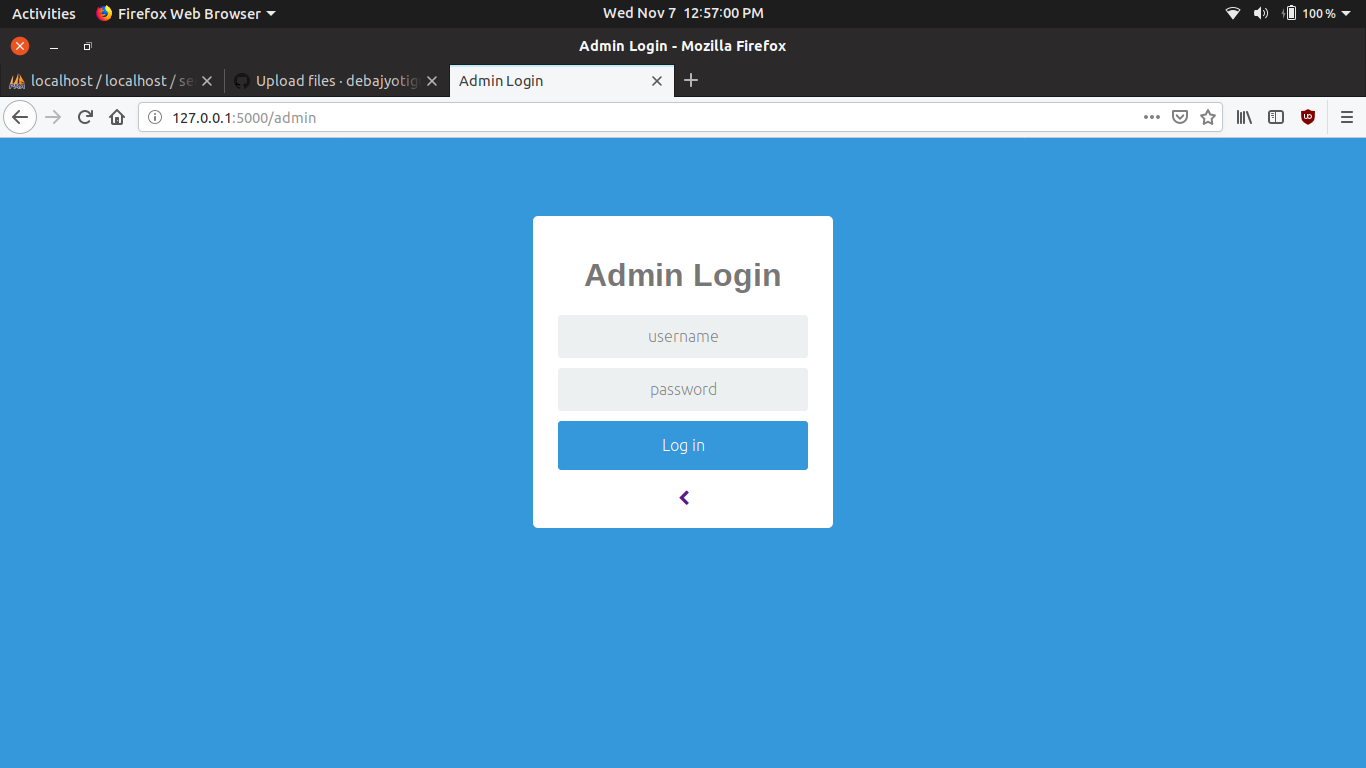 Activities Firefox Web Browser Wed Nov 7 12:57:00 PM 100 %
Admin Login - Mozilla Firefox
localhost / localhost / se Upload files · debajyotig Admin Login
127.0.0.1:5000/admin
Admin Login
username
password
Log in